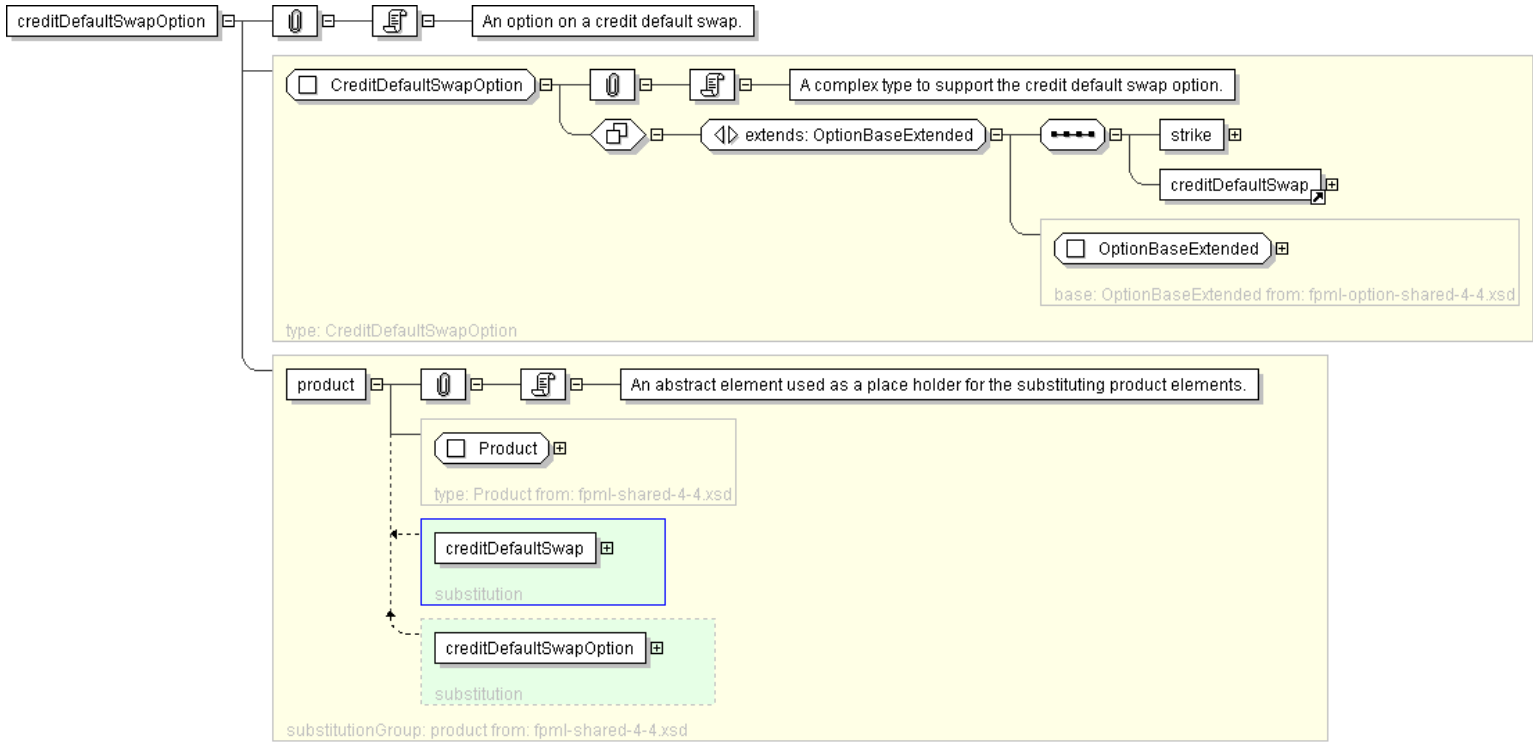 creditDefaultSwapOption
An option on a credit default swap.
CreditDefaultSwapOption
A complex type to support the credit default swap option.
extends: OptionBaseExtended
strike
creditDefaultSwap
OptionBaseExtended
base: OptionBaseExtended from: fpml-option-shared-4-4.xsd
type: CreditDefaultSwapOption
product
An abstract element used as a place holder for the substituting product elements.
Product
type: Product from: fpml-shared-4-4.xsd
creditDefaultSwap
substitution
creditDefaultSwapOption
substitution
substitutionGroup: product from: fpml-shared-4-4.xsd